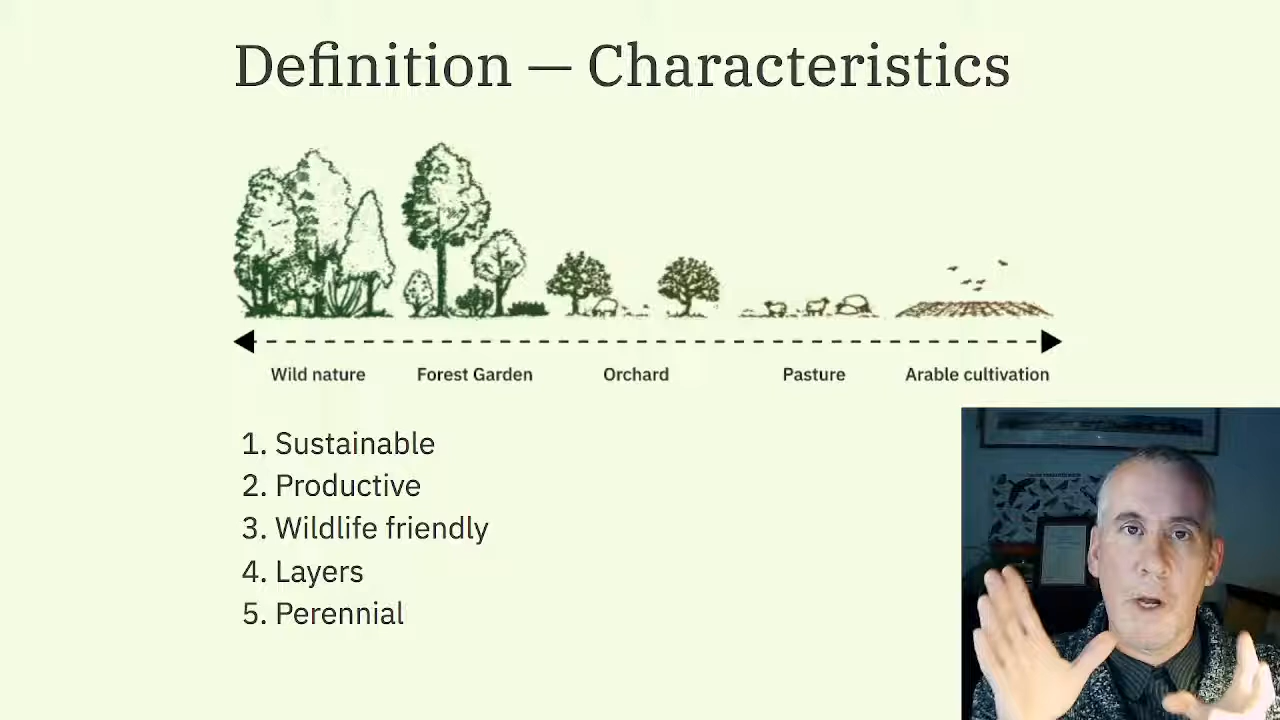 Definition — Characteristics
Wild nature
Forest Garden
Orchard
Pasture
Arable cultivation
1. Sustainable
2. Productive
3. Wildlife friendly
4. Layers
5. Perennial